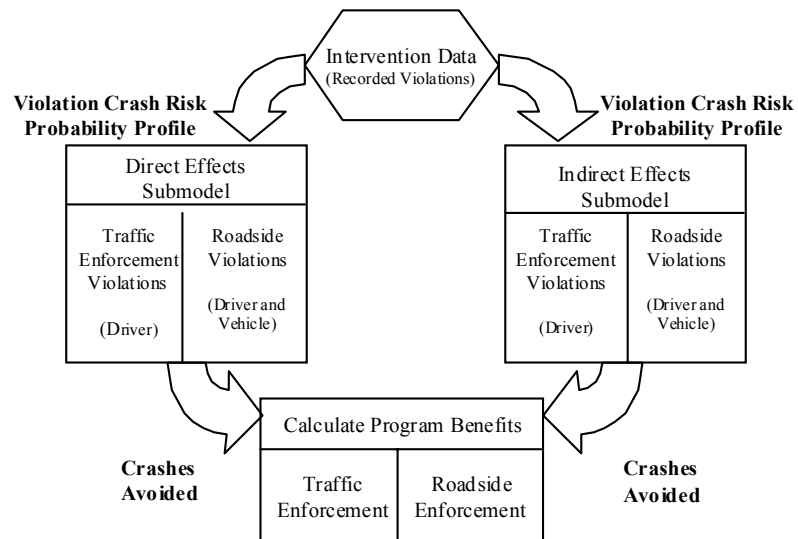 Intervention Data
(Recorded Violations)
Violation Crash Risk
Probability Profile
Violation Crash Risk
Probability Profile
Direct Effects
Submodel
Traffic
Enforcement
Violations
(Driver)
Roadside
Violations
(Driver and
Vehicle)
Indirect Effects
Submodel
Traffic
Enforcement
Violations
(Driver)
Roadside
Violations
(Driver and
Vehicle)
Crashes
Avoided
Calculate Program Benefits
Traffic
Enforcement
Roadside
Enforcement
Crashes
Avoided